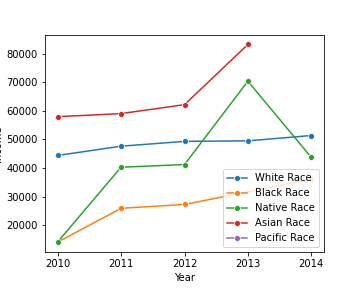 80000
70000
60000
50000
40000
30000
20000
2010 2011 2012 2013 2014
Year
White Race
Black Race
Native Race
Asian Race
Pacific Race